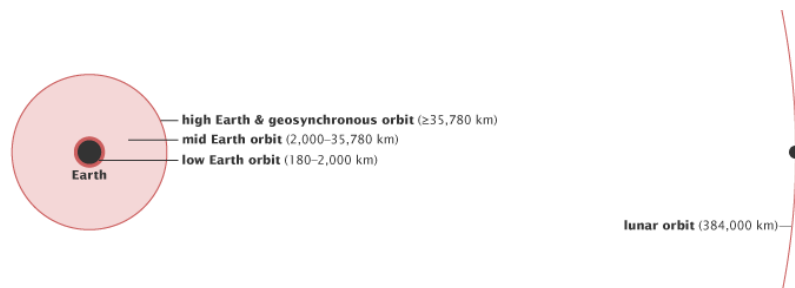 high Earth & geosynchronous orbit (≥35,780 km)
mid Earth orbit (2,000–35,780 km)
low Earth orbit (180–2,000 km)
Earth
lunar orbit (384,000 km)